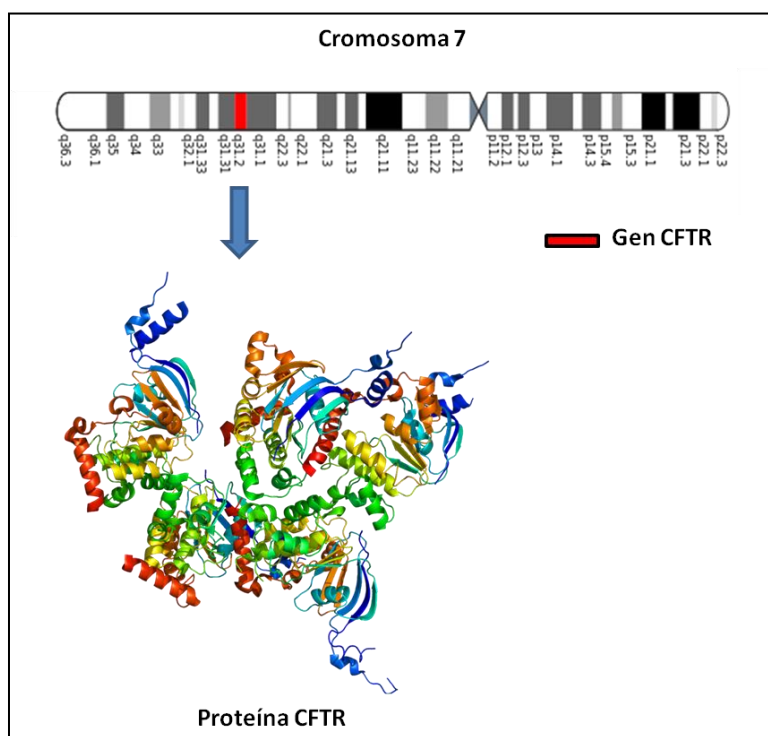 Cromosoma 7
q36.3
q36.1
q35
q34
q33
q32.1
q31.33
q31.31
q31.2
q31.1
q22.3
q22.1
q21.3
q21.13
q21.11
q11.23
q11.22
q11.21
p11.2
p12.1
p12.3
p13
p14.1
p14.3
p15.4
p15.3
p21.1
p21.3
p22.1
p22.3
Gen CFTR
Proteína CFTR